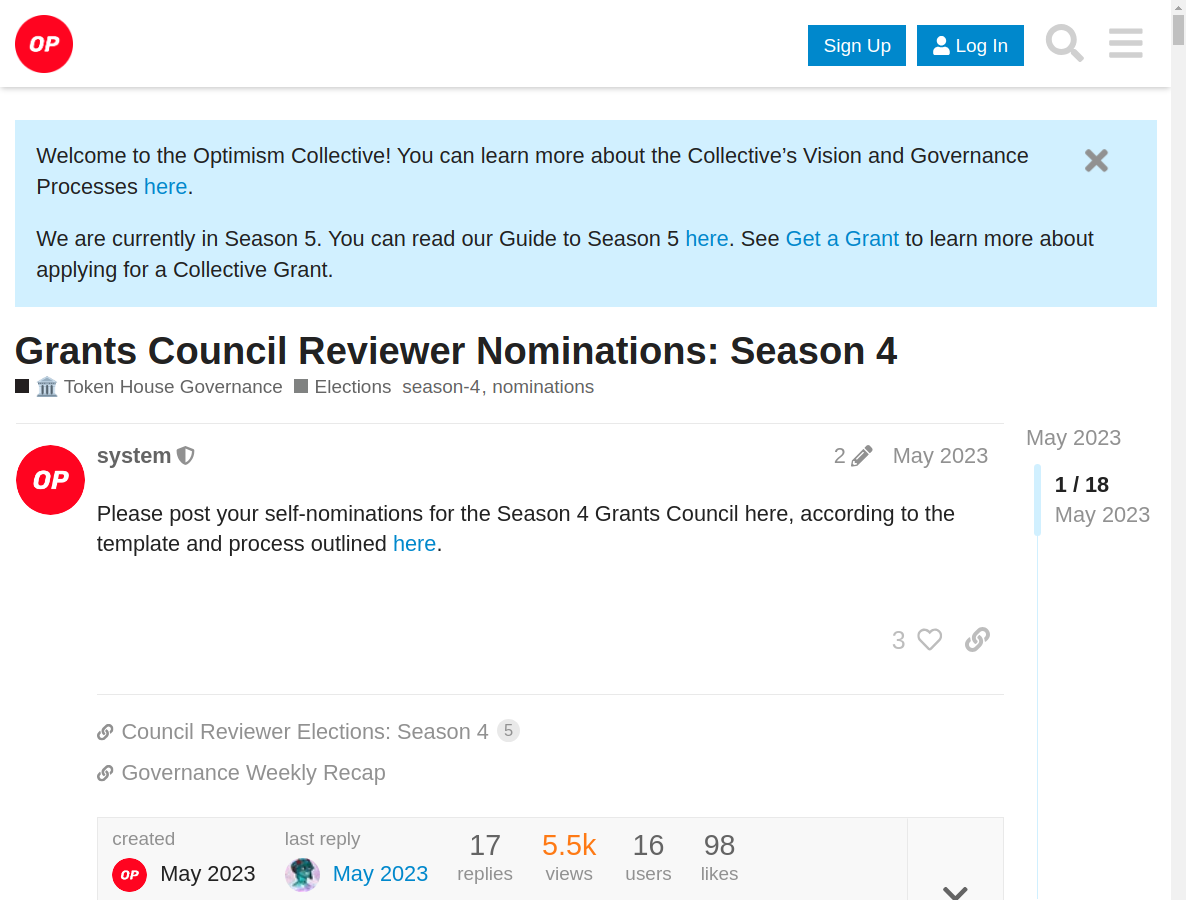 OP
Sign Up
Log In
Welcome to the Optimism Collective! You can learn more about the Collective’s Vision and Governance
Processes here.
We are currently in Season 5. You can read our Guide to Season 5 here. See Get a Grant to learn more about
applying for a Collective Grant.
Grants Council Reviewer Nominations: Season 4
Token House Governance Elections season-4, nominations
system 2 May 2023
OP
Please post your self-nominations for the Season 4 Grants Council here, according to the
template and process outlined here.
3
Council Reviewer Elections: Season 4 5
Governance Weekly Recap
created last reply 17 5.5k 16 98
OP May 2023 May 2023 replies views users likes
May 2023
1 / 18
May 2023